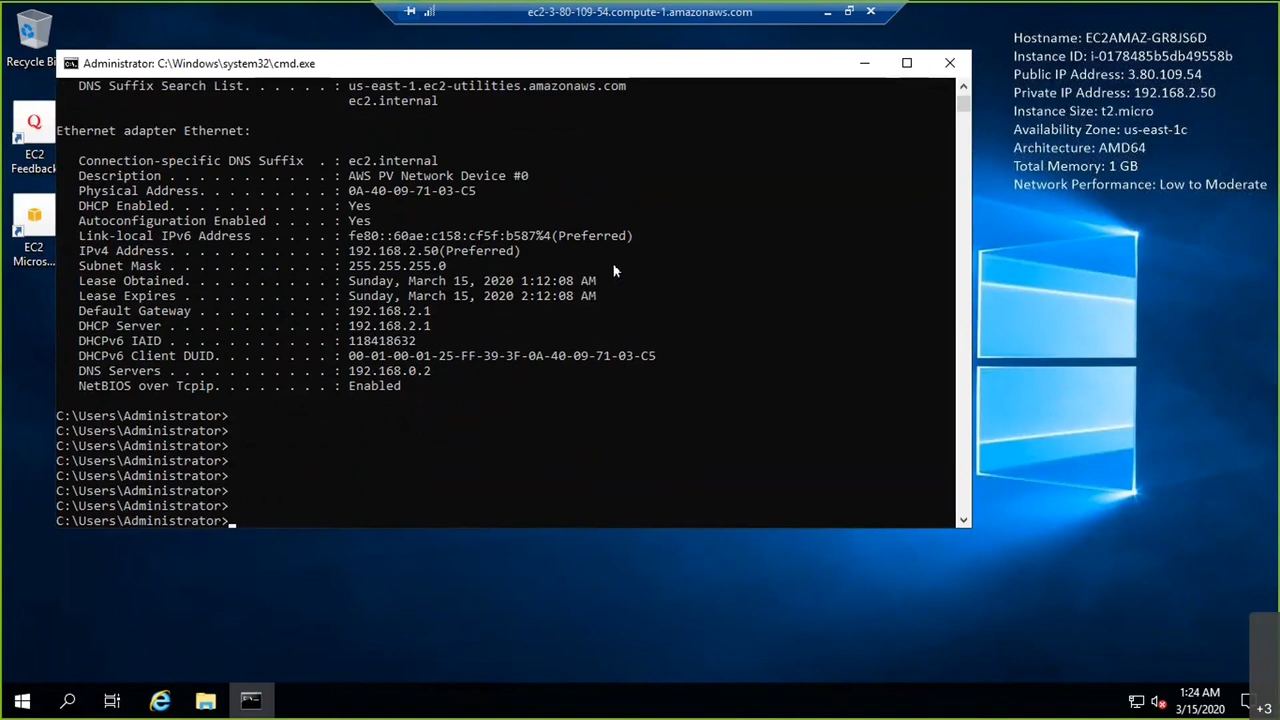 ec2-3-80-109-54.compute-1.amazonaws.com
Recycle Bi
EC2
Feedback
EC2
Micros...
Hostname: EC2AMAZ-GR8JS6D
Instance ID: i-0178485b5db49558b
Public IP Address: 3.80.109.54
Private IP Address: 192.168.2.50
Instance Size: t2.micro
Availability Zone: us-east-1c
Architecture: AMD64
Total Memory: 1 GB
Network Performance: Low to Moderate
Administrator: C:\Windows\system32\cmd.exe
DNS Suffix Search List. . . . . . : us-east-1.ec2-utilities.amazonaws.com
ec2.internal
Ethernet adapter Ethernet:
Connection-specific DNS Suffix  . : ec2.internal
Description . . . . . . . . . . . : AWS PV Network Device #0
Physical Address. . . . . . . . . : 0A-40-09-71-03-C5
DHCP Enabled. . . . . . . . . . . : Yes
Autoconfiguration Enabled . . . . : Yes
Link-local IPv6 Address . . . . . : fe80::60ae:c158:cf5f:b587%4(Preferred)
IPv4 Address. . . . . . . . . . . : 192.168.2.50(Preferred)
Subnet Mask . . . . . . . . . . . : 255.255.255.0
Lease Obtained. . . . . . . . . . : Sunday, March 15, 2020 1:12:08 AM
Lease Expires . . . . . . . . . . : Sunday, March 15, 2020 2:12:08 AM
Default Gateway . . . . . . . . . : 192.168.2.1
DHCP Server . . . . . . . . . . . : 192.168.2.1
DHCPv6 IAID . . . . . . . . . . . : 118418632
DHCPv6 Client DUID. . . . . . . . : 00-01-00-01-25-FF-39-3F-0A-40-09-71-03-C5
DNS Servers . . . . . . . . . . . : 192.168.0.2
NetBIOS over Tcpip. . . . . . . . : Enabled
C:\Users\Administrator>
C:\Users\Administrator>
C:\Users\Administrator>
C:\Users\Administrator>
C:\Users\Administrator>
C:\Users\Administrator>
C:\Users\Administrator>
C:\Users\Administrator>
1:24 AM
3/15/2020
+3